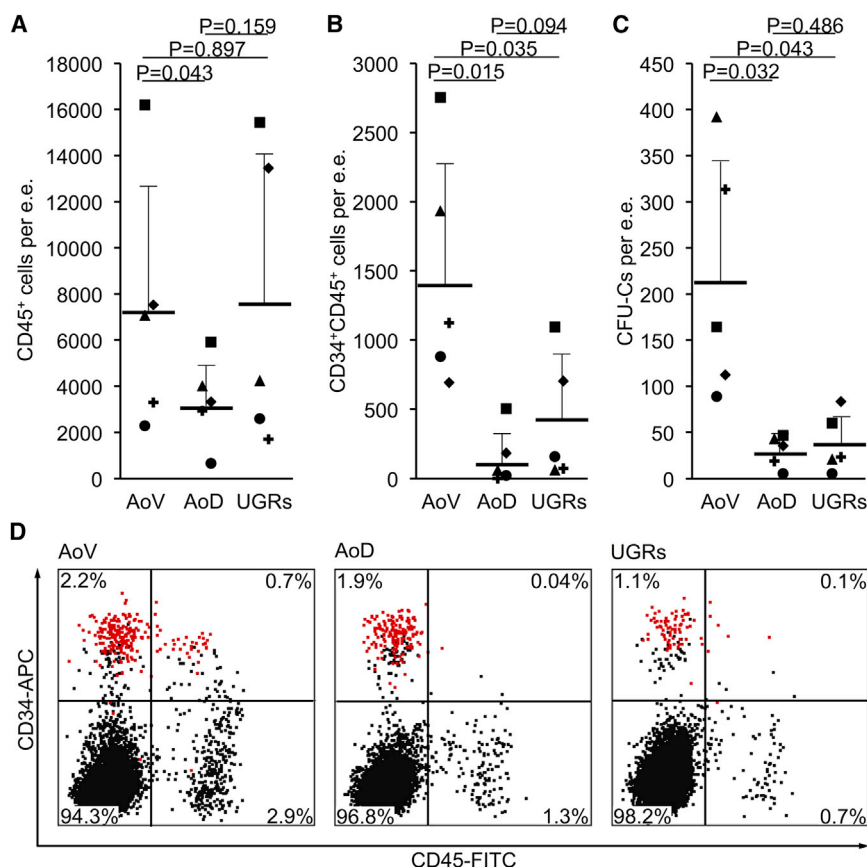 A
P=0.159
P=0.897
P=0.043
18000
16000
14000
12000
10000
8000
6000
4000
2000
0
CD45⁺ cells per e.e.
AoV AoD UGRs
B
P=0.094
P=0.035
P=0.015
3000
2500
2000
1500
1000
500
0
CD34⁺CD45⁺ cells per e.e.
AoV AoD UGRs
C
P=0.486
P=0.043
P=0.032
450
400
350
300
250
200
150
100
50
0
CFU-Cs per e.e.
AoV AoD UGRs
D
AoV
2.2% 0.7%
94.3% 2.9%
AoD
1.9% 0.04%
96.8% 1.3%
UGRs
1.1% 0.1%
98.2% 0.7%
CD34-APC
CD45-FITC